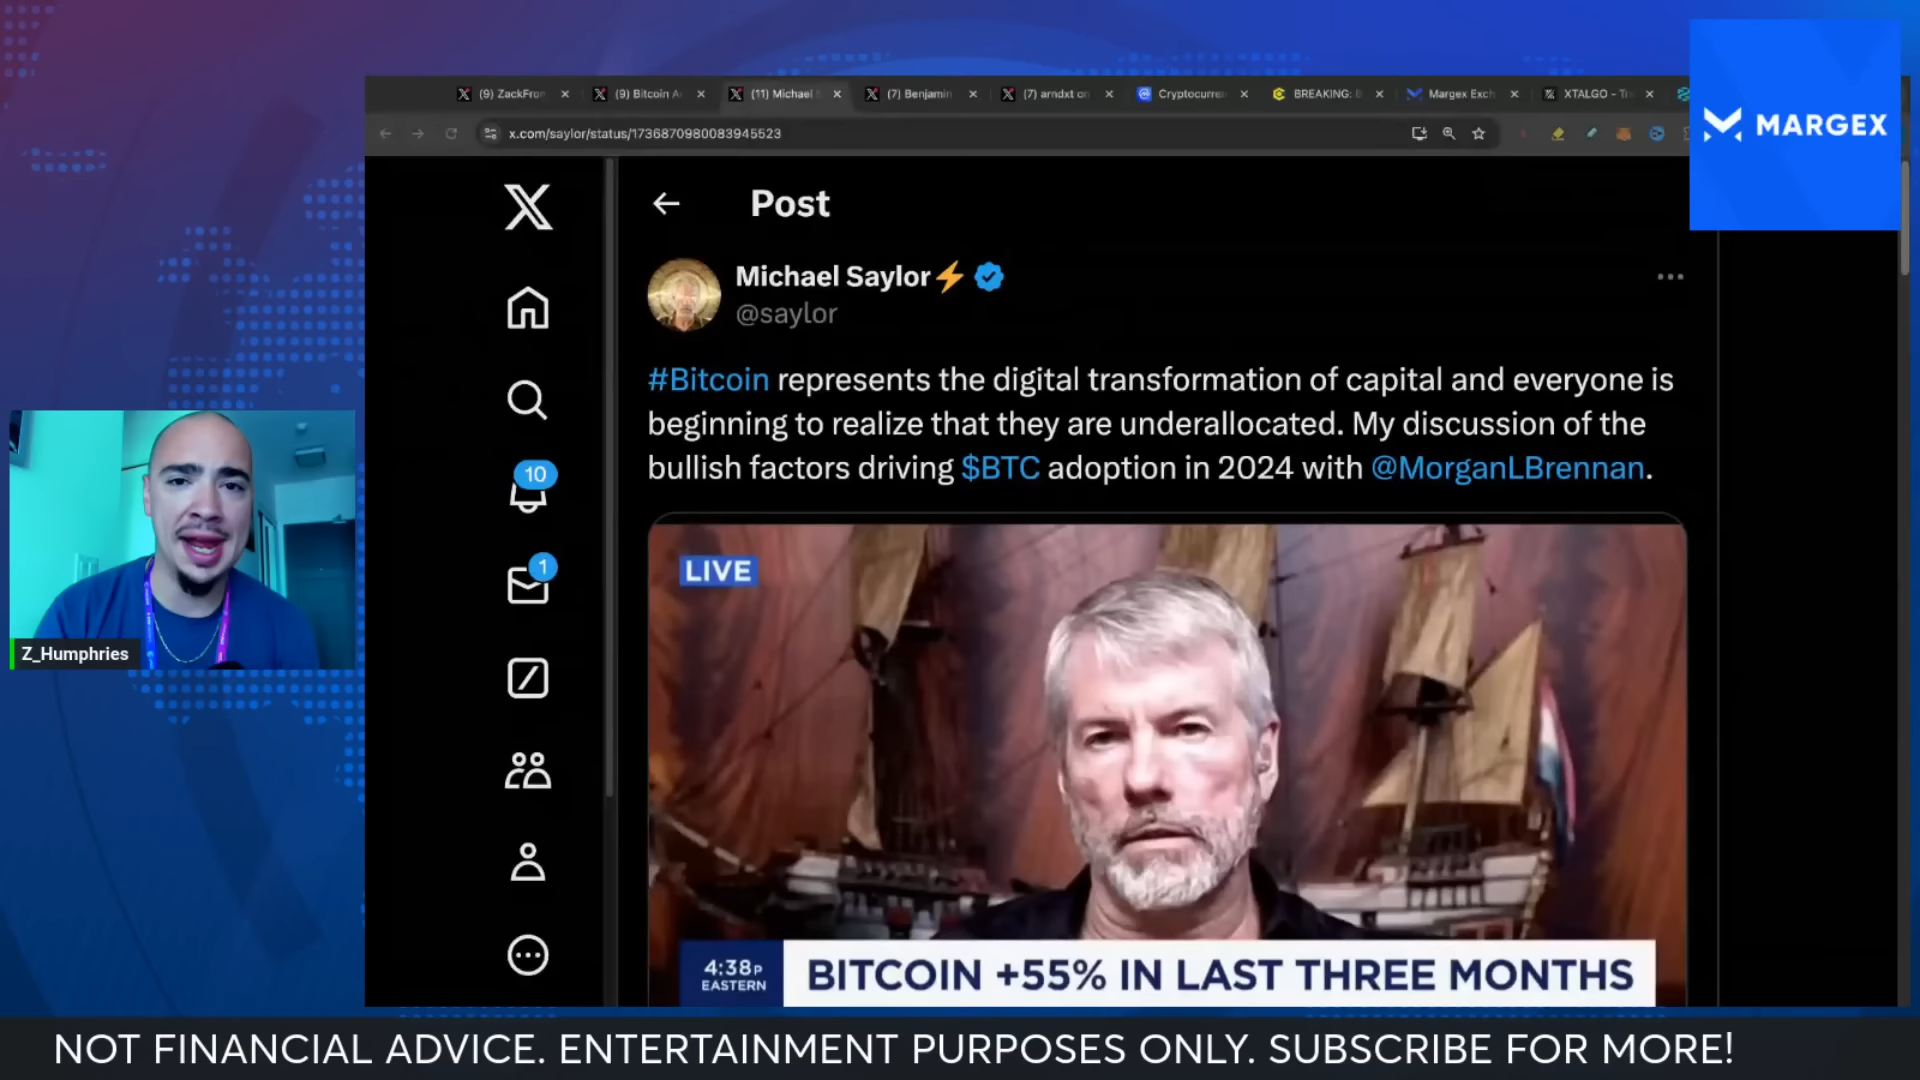 (9) ZackFron
(9) Bitcoin A
(11) Michael S
(7) Benjamin
(7) arndxt on
Cryptocurre
BREAKING: B
Margex Exch
XTALGO - Tr
x.com/saylor/status/1736870980083945523
MARGEX
Post
Michael Saylor⚡
@saylor
#Bitcoin represents the digital transformation of capital and everyone is
beginning to realize that they are underallocated. My discussion of the
bullish factors driving $BTC adoption in 2024 with @MorganLBrennan.
10
1
LIVE
Z_Humphries
4:38P
EASTERN
BITCOIN +55% IN LAST THREE MONTHS
NOT FINANCIAL ADVICE. ENTERTAINMENT PURPOSES ONLY. SUBSCRIBE FOR MORE!